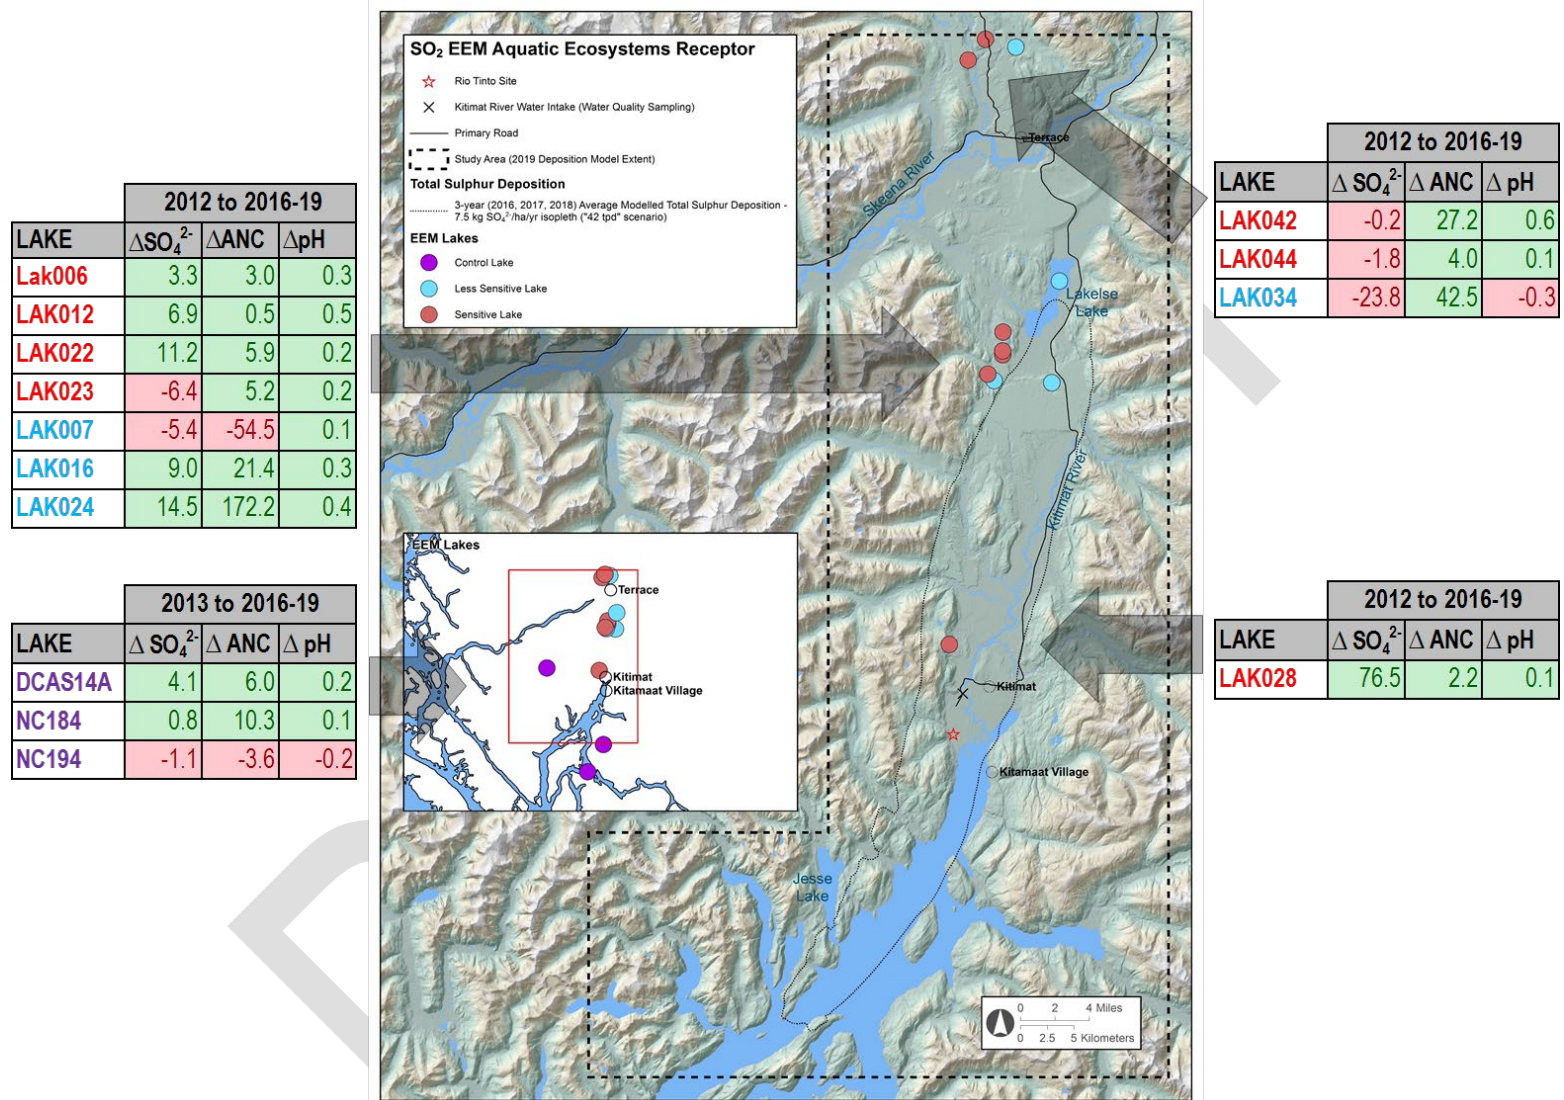 SO₂ EEM Aquatic Ecosystems Receptor
Rio Tinto Site
Kitimat River Water Intake (Water Quality Sampling)
Primary Road
Study Area (2019 Deposition Model Extent)
Total Sulphur Deposition
3-year (2016, 2017, 2018) Average Modelled Total Sulphur Deposition -
7.5 kg SO₄²⁻/ha/yr isopleth ("42 tpd" scenario)
EEM Lakes
Control Lake
Less Sensitive Lake
Sensitive Lake
2012 to 2016-19
LAKE ΔSO₄²⁻ ΔANC ΔpH
Lak006 3.3 3.0 0.3
LAK012 6.9 0.5 0.5
LAK022 11.2 5.9 0.2
LAK023 -6.4 5.2 0.2
LAK007 -5.4 -54.5 0.1
LAK016 9.0 21.4 0.3
LAK024 14.5 172.2 0.4
2013 to 2016-19
LAKE Δ SO₄²⁻ Δ ANC Δ pH
DCAS14A 4.1 6.0 0.2
NC184 0.8 10.3 0.1
NC194 -1.1 -3.6 -0.2
2012 to 2016-19
LAKE Δ SO₄²⁻ Δ ANC Δ pH
LAK042 -0.2 27.2 0.6
LAK044 -1.8 4.0 0.1
LAK034 -23.8 42.5 -0.3
2012 to 2016-19
LAKE Δ SO₄²⁻ Δ ANC Δ pH
LAK028 76.5 2.2 0.1
Terrace
Skeena River
Lakelse
Lake
Kitimat River
Kitimat
Kitamaat Village
Jesse
Lake
EEM Lakes
Terrace
Kitimat
Kitamaat Village
0 2 4 Miles
0 2.5 5 Kilometers